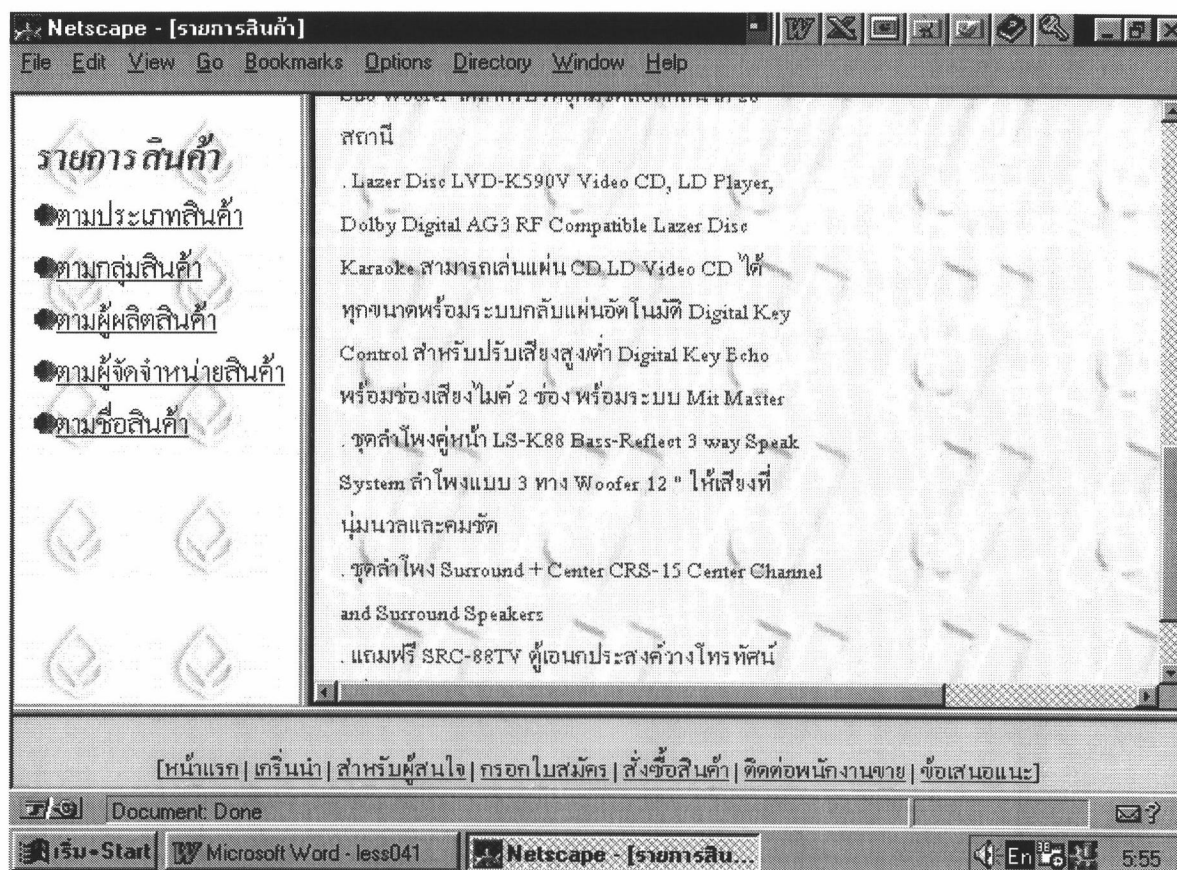 Netscape - [รายการสินค้า]
File Edit View Go Bookmarks Options Directory Window Help
รายการสินค้า
ตามประเภทสินค้า
ตามกลุ่มสินค้า
ตามผู้ผลิตสินค้า
ตามผู้จัดจำหน่ายสินค้า
ตามชื่อสินค้า
สถานี
. Lazer Disc LVD-K590V Video CD, LD Player,
Dolby Digital AG3 RF Compatible Lazer Disc
Karaoke สามารถเล่นแผ่น CD LD Video CD ได้
ทุกขนาดพร้อมระบบกลับแผ่นอัตโนมัติ Digital Key
Control สำหรับปรับเสียงสูง/ต่ำ Digital Key Echo
พร้อมช่องเสียงไมค์ 2 ช่อง พร้อมระบบ Mit Master
. ชุดลำโพงคู่หน้า LS-K88 Bass-Reflect 3 way Speak
System ลำโพงแบบ 3 ทาง Woofer 12 " ให้เสียงที่
นุ่มนวลและคมชัด
. ชุดลำโพง Surround + Center CRS-15 Center Channel
and Surround Speakers
. แถมฟรี SRC-88TV ตู้เอนกประสงค์วางโทรทัศน์
[หน้าแรก | เกริ่นนำ | สำหรับผู้สนใจ | กรอกใบสมัคร | สั่งซื้อสินค้า | ติดต่อพนักงานขาย | ข้อเสนอแนะ]
Document: Done
เริ่ม-Start Microsoft Word - less041 Netscape - [รายการสิน... En 5:55